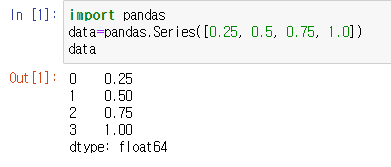 In [1]: import pandas
data=pandas.Series([0.25, 0.5, 0.75, 1.0])
data
Out[1]: 0    0.25
1    0.50
2    0.75
3    1.00
dtype: float64